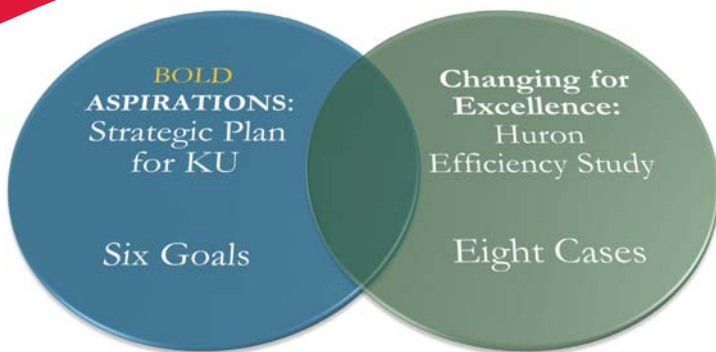 BOLD
ASPIRATIONS:
Strategic Plan
for KU
Six Goals
Changing for
Excellence:
Huron
Efficiency Study
Eight Cases